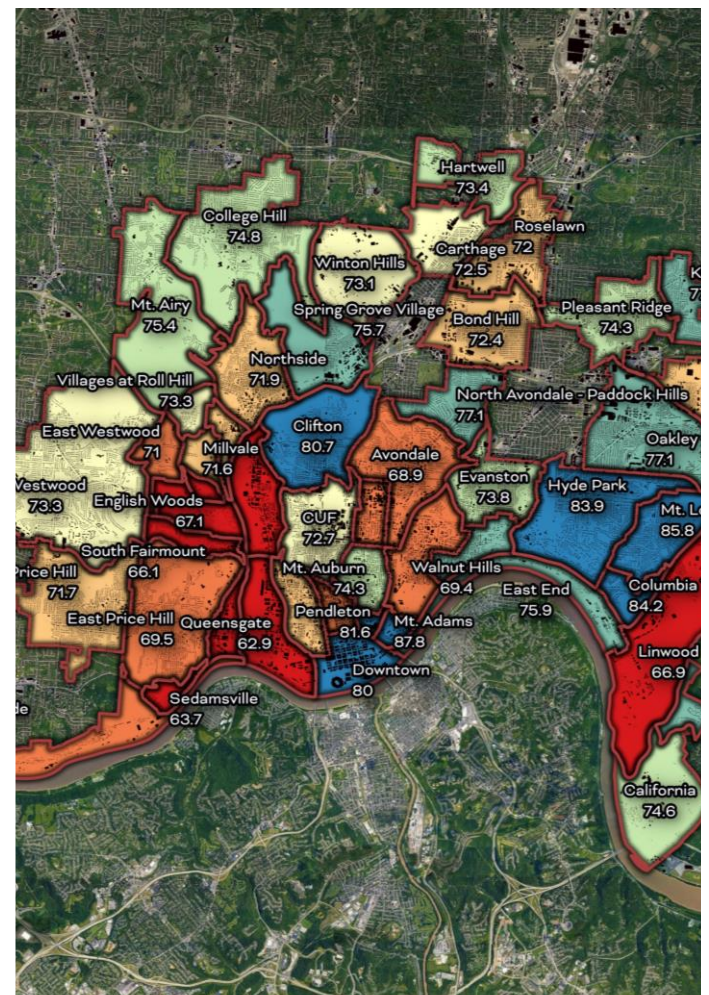 Hartwell
73.4
College Hill
74.8
Roselawn
72
Carthage
72.5
Winton Hills
73.1
Mt. Airy
75.4
Spring Grove Village
75.7
Bond Hill
72.4
Pleasant Ridge
74.3
Northside
71.9
Villages at Roll Hill
73.3
North Avondale - Paddock Hills
77.1
East Westwood
71
Millvale
71.6
Clifton
80.7
Avondale
68.9
Oakley
77.1
Westwood
73.3
English Woods
67.1
CUF
72.7
Evanston
73.8
Hyde Park
83.9
Mt. Lo
85.8
South Fairmount
66.1
Price Hill
71.7
Mt. Auburn
74.3
Walnut Hills
69.4
East End
75.9
Columbia
84.2
East Price Hill
69.5
Queensgate
62.9
Pendleton
81.6
Mt. Adams
87.8
Linwood
66.9
Downtown
80
Sedamsville
63.7
California
74.6